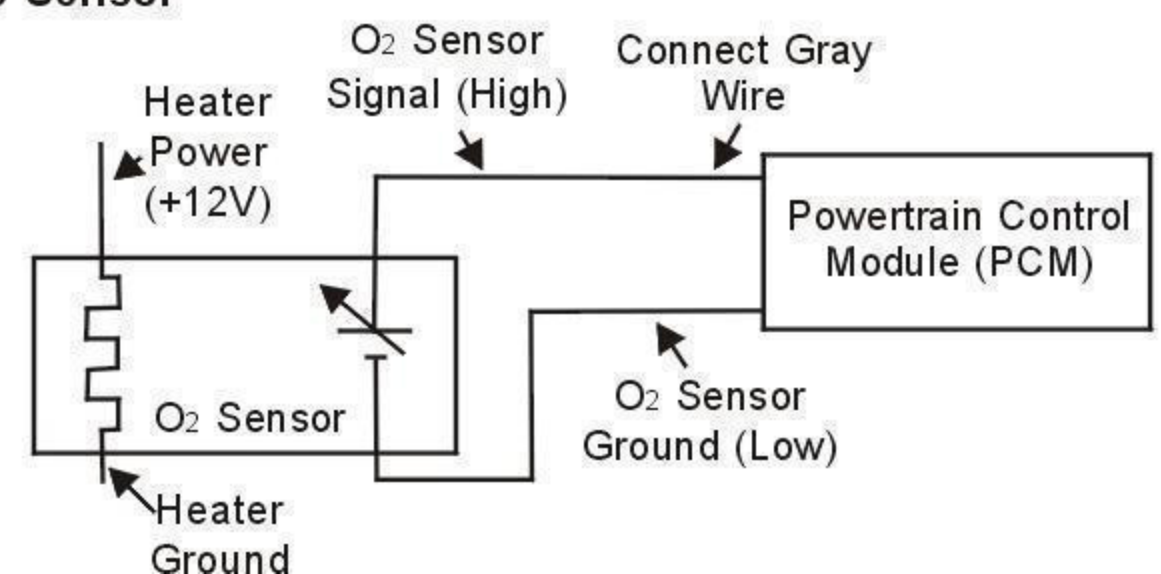 Sensor
O2 Sensor
Signal (High)
Connect Gray
Wire
Heater
Power
(+12V)
Powertrain Control
Module (PCM)
O2 Sensor
O2 Sensor
Ground (Low)
Heater
Ground